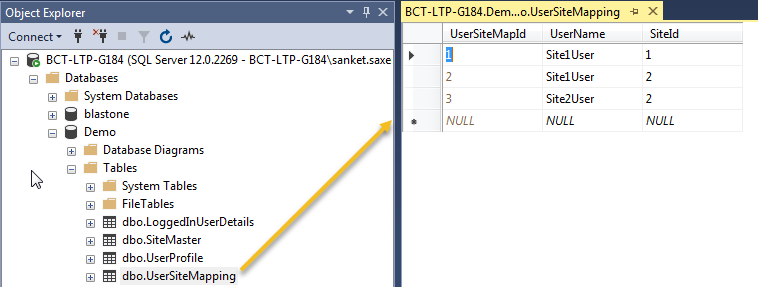 Object Explorer
Connect
BCT-LTP-G184 (SQL Server 12.0.2269 - BCT-LTP-G184\sanket.saxe
Databases
System Databases
blastone
Demo
Database Diagrams
Tables
System Tables
FileTables
dbo.LoggedInUserDetails
dbo.SiteMaster
dbo.UserProfile
dbo.UserSiteMapping
BCT-LTP-G184.Dem...o.UserSiteMapping
UserSiteMapId UserName SiteId
1 Site1User 1
2 Site1User 2
3 Site2User 2
NULL NULL NULL